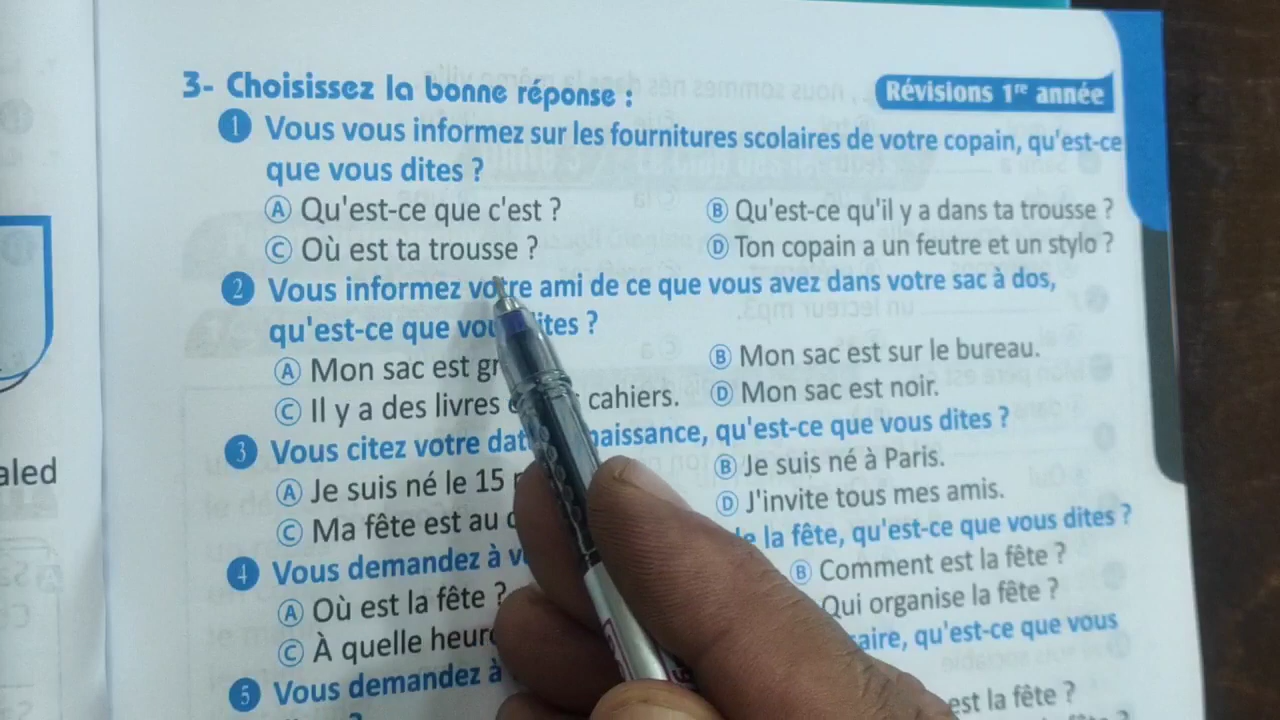 3- Choisissez la bonne réponse :
Révisions 1re année
1 Vous vous informez sur les fournitures scolaires de votre copain, qu'est-ce
que vous dites ?
A Qu'est-ce que c'est ?
B Qu'est-ce qu'il y a dans ta trousse ?
C Où est ta trousse ?
D Ton copain a un feutre et un stylo ?
2 Vous informez votre ami de ce que vous avez dans votre sac à dos,
qu'est-ce que vous dites ?
A Mon sac est
B Mon sac est sur le bureau.
C Il y a des livres cahiers.
D Mon sac est noir.
3 Vous citez votre naissance, qu'est-ce que vous dites ?
A Je suis né le 15
B Je suis né à Paris.
C Ma fête est au
D J'invite tous mes amis.
4 Vous demandez à la fête, qu'est-ce que vous dites ?
A Où est la fête ?
B Comment est la fête ?
C À quelle
Qui organise la fête ?
5 Vous demandez à qu'est-ce que vous
est la fête ?
aled